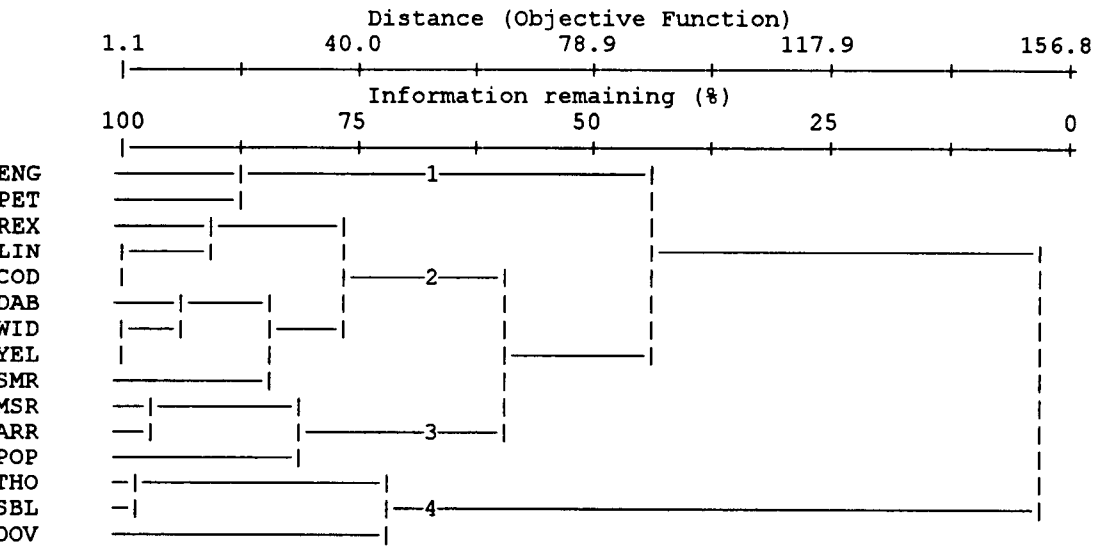 Distance (Objective Function)
1.1 40.0 78.9 117.9 156.8
Information remaining (%)
100 75 50 25 0
ENG 1
PET
REX
LIN
COD 2
DAB
WID
YEL
SMR
MSR
ARR 3
POP
THO
SBL 4
DOV